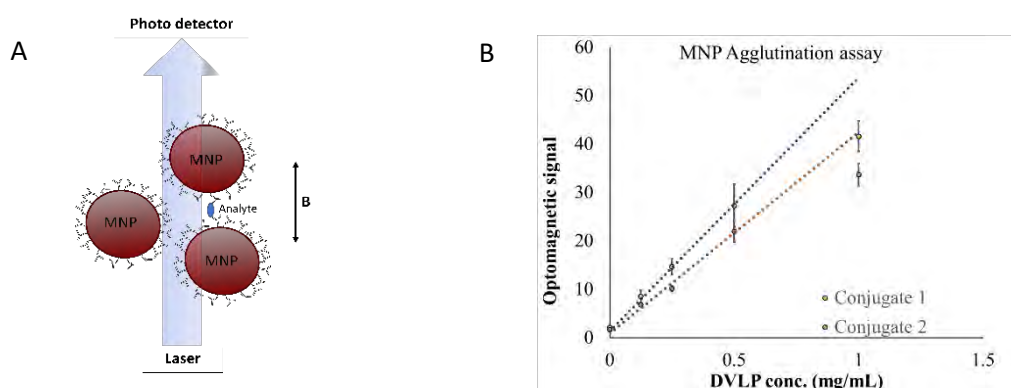 A
Photo detector
MNP
Analyte
B
MNP
MNP
Laser
B
MNP Agglutination assay
Optomagnetic signal
60
50
40
30
20
10
0
Conjugate 1
Conjugate 2
0
0.5
1
1.5
DVLP conc. (mg/mL)